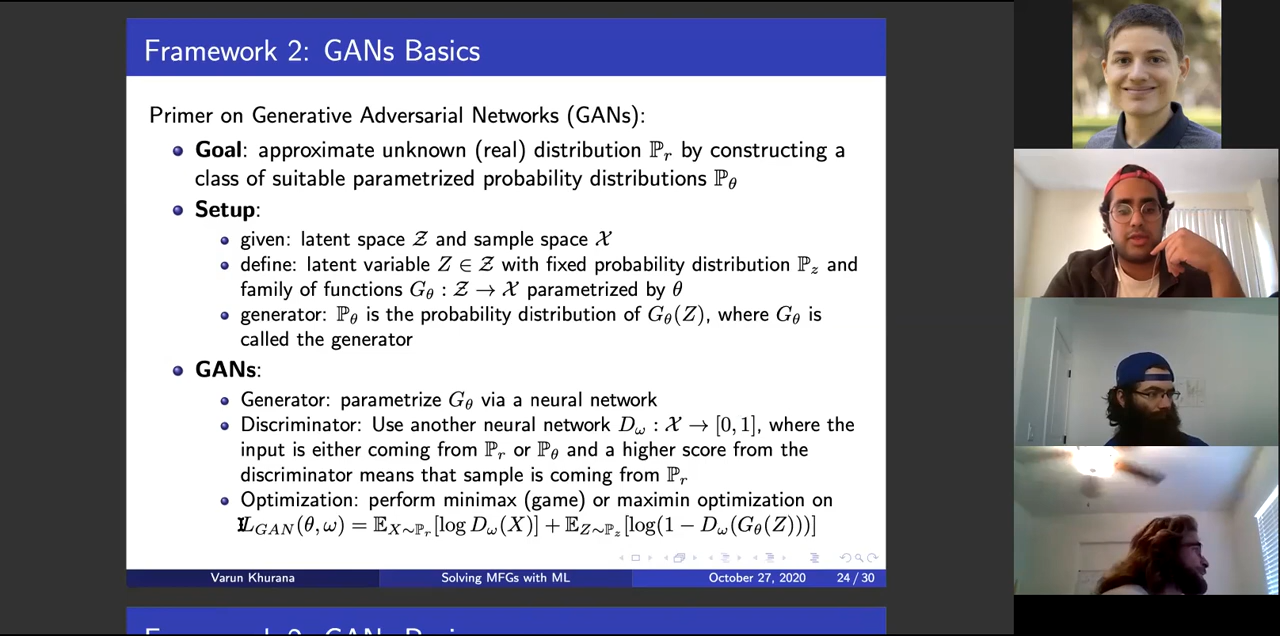 Framework 2: GANs Basics
Primer on Generative Adversarial Networks (GANs):
Goal: approximate unknown (real) distribution ℙ_r by constructing a
class of suitable parametrized probability distributions ℙ_θ
Setup:
given: latent space 𝒵 and sample space 𝒳
define: latent variable Z ∈ 𝒵 with fixed probability distribution ℙ_z and
family of functions G_θ : 𝒵 → 𝒳 parametrized by θ
generator: ℙ_θ is the probability distribution of G_θ(Z), where G_θ is
called the generator
GANs:
Generator: parametrize G_θ via a neural network
Discriminator: Use another neural network D_ω : 𝒳 → [0, 1], where the
input is either coming from ℙ_r or ℙ_θ and a higher score from the
discriminator means that sample is coming from ℙ_r
Optimization: perform minimax (game) or maximin optimization on
L_{GAN}(θ, ω) = 𝔼_{X∼ℙ_r}[log D_ω(X)] + 𝔼_{Z∼ℙ_z}[log(1 − D_ω(G_θ(Z)))]
Varun Khurana
Solving MFGs with ML
October 27, 2020
24 / 30